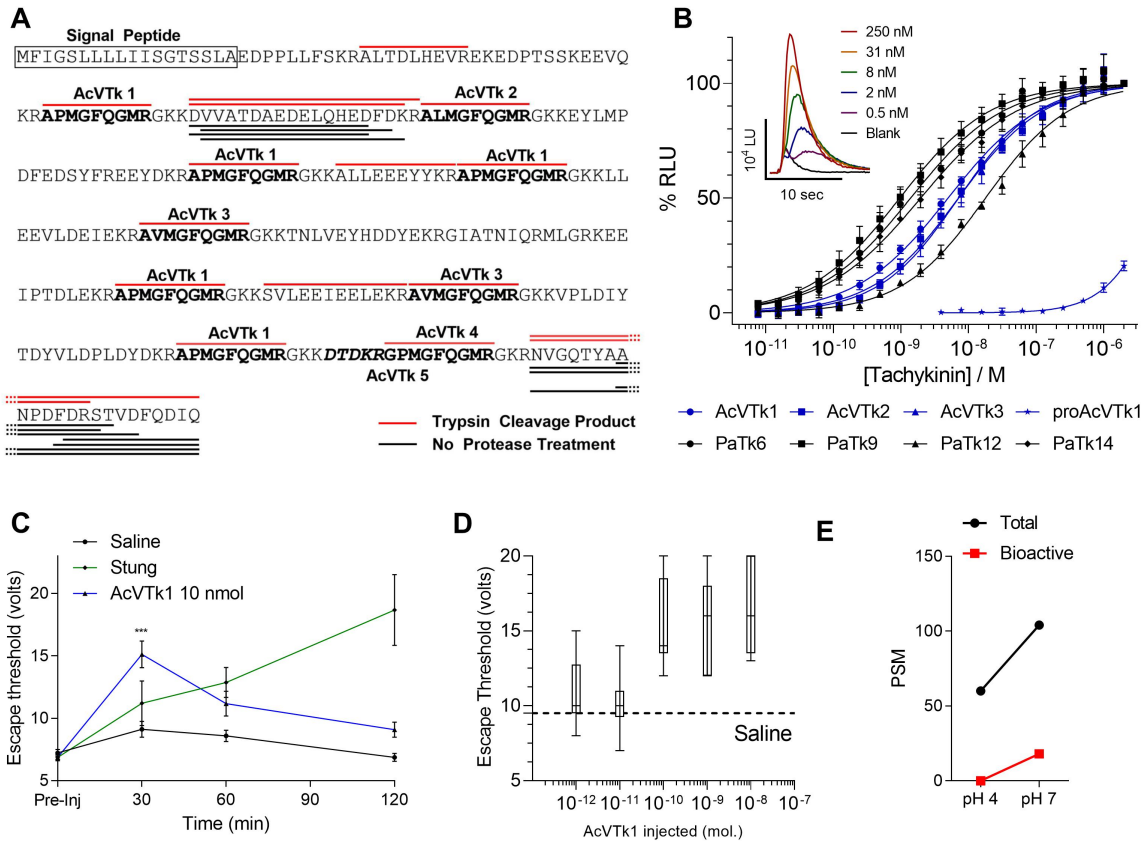 A
Signal Peptide
MFIGSLLLLIISGTSSLAEDPPLLFSKRALTDLHEVREKEDPTSSKEEVQ
AcVTk 1
AcVTk 2
KRAPMGFQGMRGKKDVVATDAEDELQHEDFDKRALMGFQGMRGKKEYLMP
AcVTk 1
AcVTk 1
DFEDSYFREEYDKRAPMGFQGMRGKKALLEEEYYKRAPMGFQGMRGKKLL
AcVTk 3
EEVLDEIEKRAVMGFQGMRGKKTNLVEYHDDYEKRGIATNIQRMLGRKEE
AcVTk 1
AcVTk 3
IPTDLEKRAPMGFQGMRGKKSVLEEIEELEKRAVMGFQGMRGKKVPLDIY
AcVTk 1
AcVTk 4
TDYVLDPLDYDKRAPMGFQGMRGKKDTDKRGPMGFQGMRGKRNVGQTYAA
AcVTk 5
NPDFDRSTVDFQDIQ
Trypsin Cleavage Product
No Protease Treatment
B
250 nM
31 nM
8 nM
2 nM
0.5 nM
Blank
10⁴ LU
10 sec
% RLU
100
50
0
10⁻¹¹ 10⁻¹⁰ 10⁻⁹ 10⁻⁸ 10⁻⁷ 10⁻⁶
[Tachykinin] / M
AcVTk1 AcVTk2 AcVTk3 proAcVTk1
PaTk6 PaTk9 PaTk12 PaTk14
C
Saline
Stung
AcVTk1 10 nmol
Escape threshold (volts)
20
15
10
5
***
Pre-Inj 30 60 90 120
Time (min)
D
Escape Threshold (volts)
20
15
10
5
Saline
10⁻¹² 10⁻¹¹ 10⁻¹⁰ 10⁻⁹ 10⁻⁸ 10⁻⁷
AcVTk1 injected (mol.)
E
Total
Bioactive
PSM
150
100
50
0
pH 4 pH 7